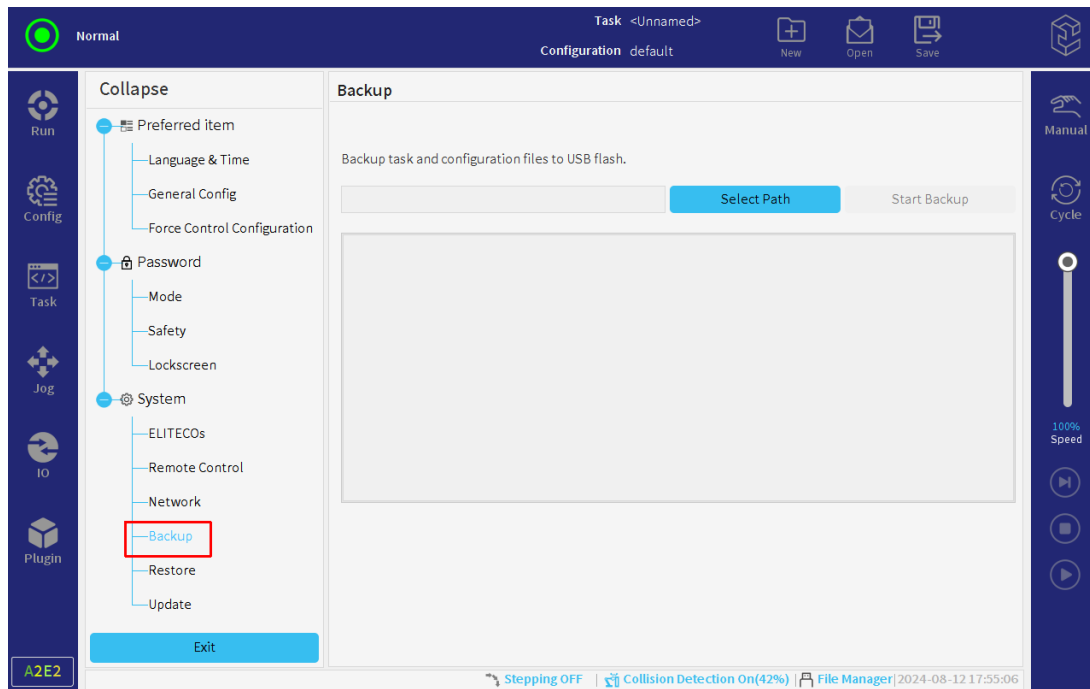 Normal
Task <Unnamed>
Configuration default
New
Open
Save
Run
Config
Task
Jog
IO
Plugin
A2E2
Collapse
Preferred item
Language & Time
General Config
Force Control Configuration
Password
Mode
Safety
Lockscreen
System
ELITECOs
Remote Control
Network
Backup
Restore
Update
Exit
Backup
Backup task and configuration files to USB flash.
Select Path
Start Backup
Manual
Cycle
100%
Speed
Stepping OFF | Collision Detection On(42%) | File Manager | 2024-08-12 17:55:06